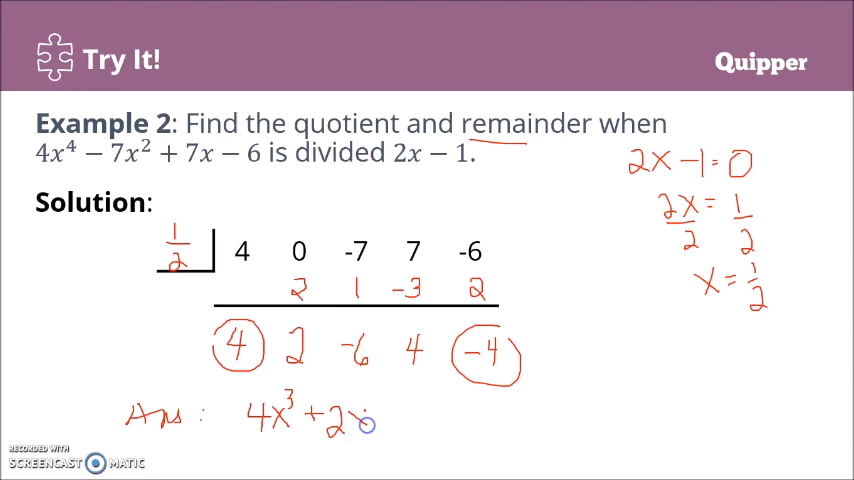 Try It!
Quipper
Example 2: Find the quotient and remainder when
4x⁴ − 7x² + 7x − 6 is divided 2x − 1.
2x − 1 = 0
Solution:
2x/2 = 1/2
x = 1/2
1/2 4 0 -7 7 -6
2 1 -3 2
4 2 -6 4 -4
Ans : 4x³ + 2x
RECORDED WITH
SCREENCAST MATIC